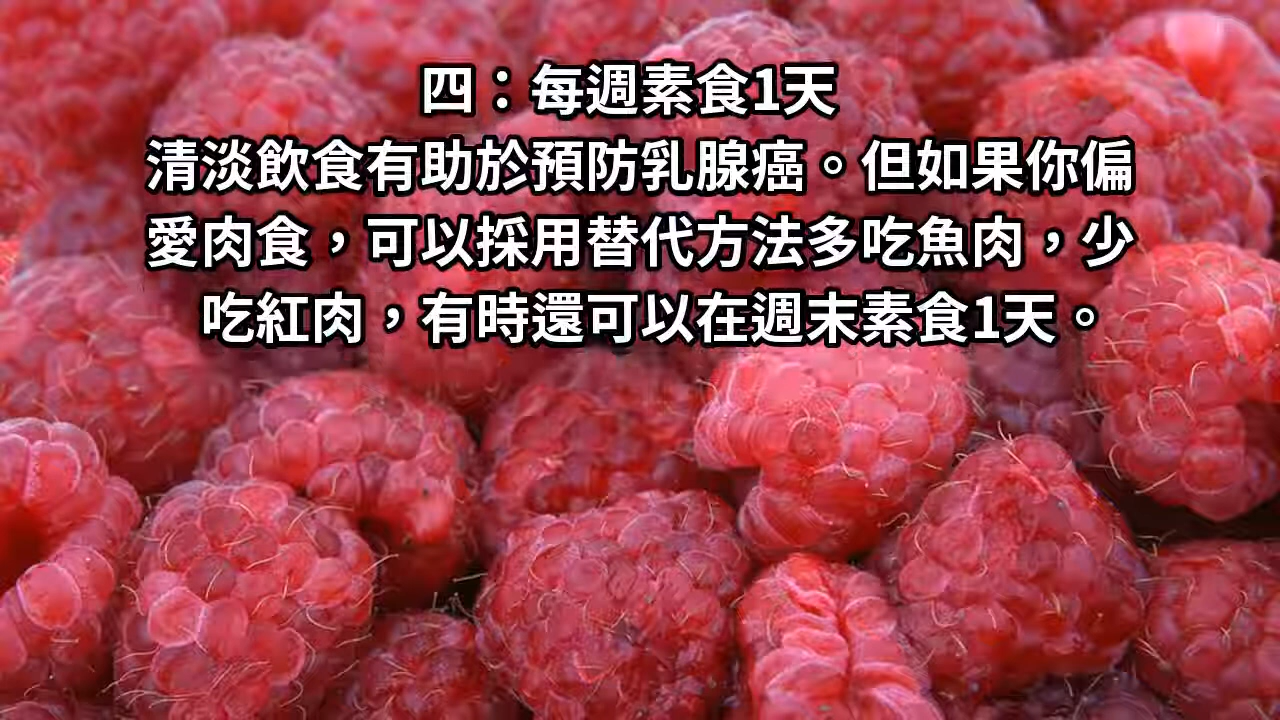 四：每週素食1天
清淡飲食有助於預防乳腺癌。但如果你偏
愛肉食，可以採用替代方法多吃魚肉，少
吃紅肉，有時還可以在週末素食1天。